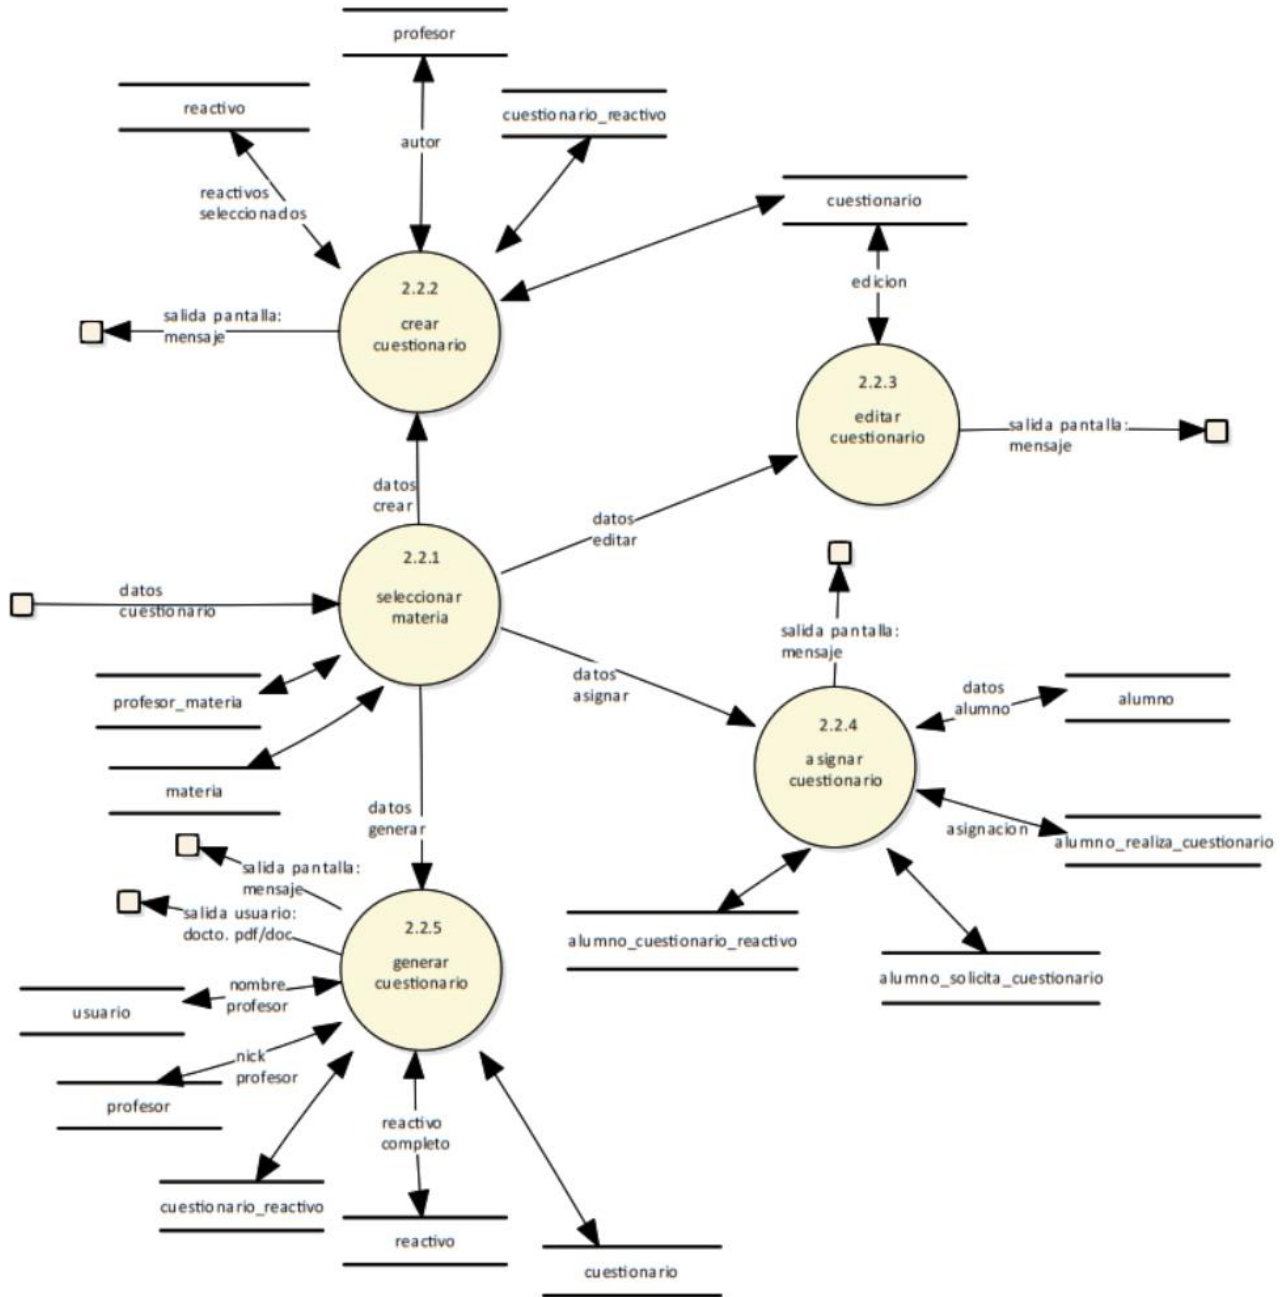 profesor
reactivo
cuestionario_reactivo
autor
reactivos
seleccionados
cuestionario
2.2.2
crear
cuestionario
edicion
salida pantalla:
mensaje
2.2.3
editar
cuestionario
salida pantalla:
mensaje
datos
crear
datos
editar
2.2.1
seleccionar
materia
datos
cuestionario
salida pantalla:
mensaje
datos
asignar
profesor_materia
datos
alumno
alumno
2.2.4
asignar
cuestionario
materia
datos
generar
asignacion
alumno_realiza_cuestionario
salida pantalla:
mensaje
salida usuario:
docto. pdf/doc
2.2.5
generar
cuestionario
alumno_cuestionario_reactivo
alumno_solicita_cuestionario
nombre
profesor
usuario
nick
profesor
profesor
reactivo
completo
cuestionario_reactivo
reactivo
cuestionario